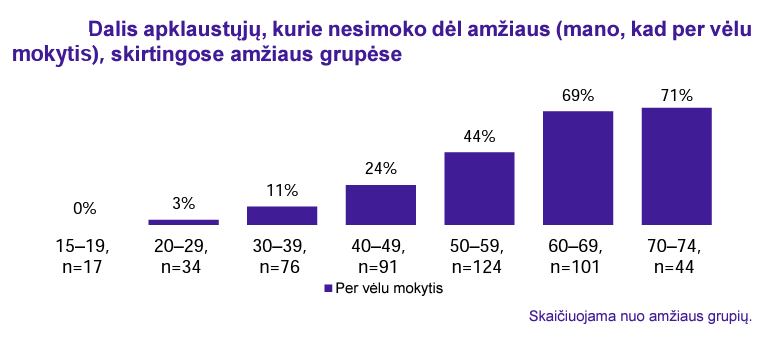 Dalis apklaustųjų, kurie nesimoko dėl amžiaus (mano, kad per vėlu
mokytis), skirtingose amžiaus grupėse
0% 3% 11% 24% 44% 69% 71%
15–19, 20–29, 30–39, 40–49, 50–59, 60–69, 70–74,
n=17 n=34 n=76 n=91 n=124 n=101 n=44
Per vėlu mokytis
Skaičiuojama nuo amžiaus grupių.